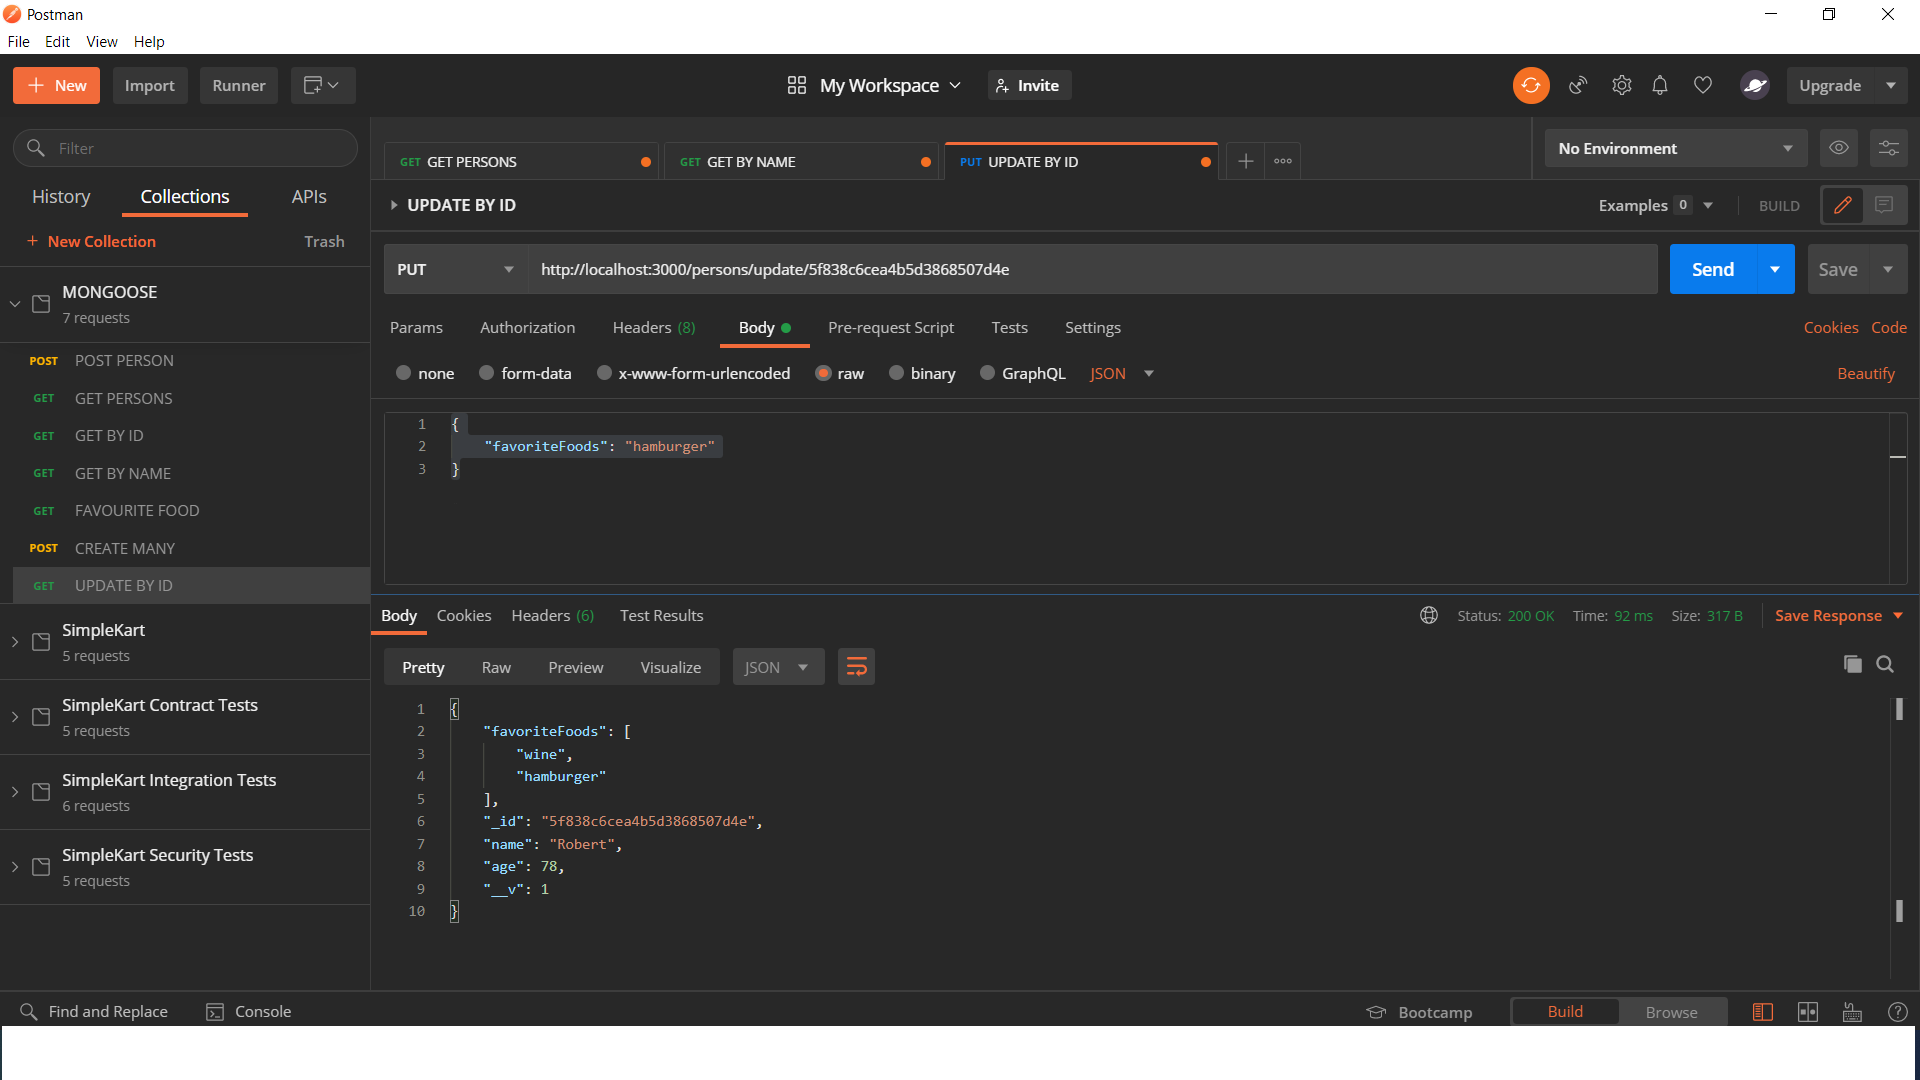 Postman
File Edit View Help
New Import Runner My Workspace Invite Upgrade
Filter
History Collections APIs
+ New Collection Trash
MONGOOSE
7 requests
POST POST PERSON
GET GET PERSONS
GET GET BY ID
GET GET BY NAME
GET FAVOURITE FOOD
POST CREATE MANY
GET UPDATE BY ID
SimpleKart
5 requests
SimpleKart Contract Tests
5 requests
SimpleKart Integration Tests
6 requests
SimpleKart Security Tests
5 requests
GET GET PERSONS GET GET BY NAME PUT UPDATE BY ID No Environment
UPDATE BY ID Examples 0 BUILD
PUT http://localhost:3000/persons/update/5f838c6cea4b5d3868507d4e Send Save
Params Authorization Headers (8) Body Pre-request Script Tests Settings Cookies Code
none form-data x-www-form-urlencoded raw binary GraphQL JSON Beautify
1 {
2 "favoriteFoods": "hamburger"
3 }
Body Cookies Headers (6) Test Results Status: 200 OK Time: 92 ms Size: 317 B Save Response
Pretty Raw Preview Visualize JSON
1 {
2 "favoriteFoods": [
3 "wine",
4 "hamburger"
5 ],
6 "_id": "5f838c6cea4b5d3868507d4e",
7 "name": "Robert",
8 "age": 78,
9 "__v": 1
10 }
Find and Replace Console Bootcamp Build Browse